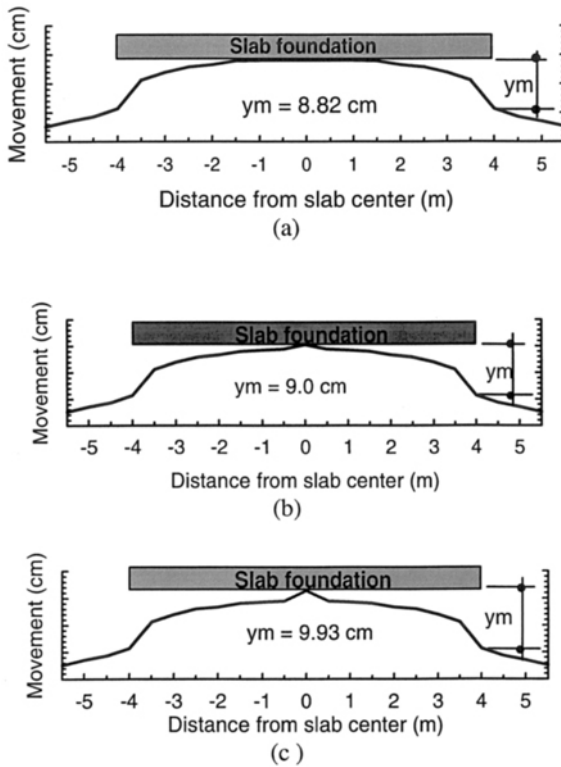 Movement (cm)
Slab foundation
ym
ym = 8.82 cm
-5 -4 -3 -2 -1 0 1 2 3 4 5
Distance from slab center (m)
(a)
Movement (cm)
Slab foundation
ym
ym = 9.0 cm
-5 -4 -3 -2 -1 0 1 2 3 4 5
Distance from slab center (m)
(b)
Movement (cm)
Slab foundation
ym
ym = 9.93 cm
-5 -4 -3 -2 -1 0 1 2 3 4 5
Distance from slab center (m)
(c )